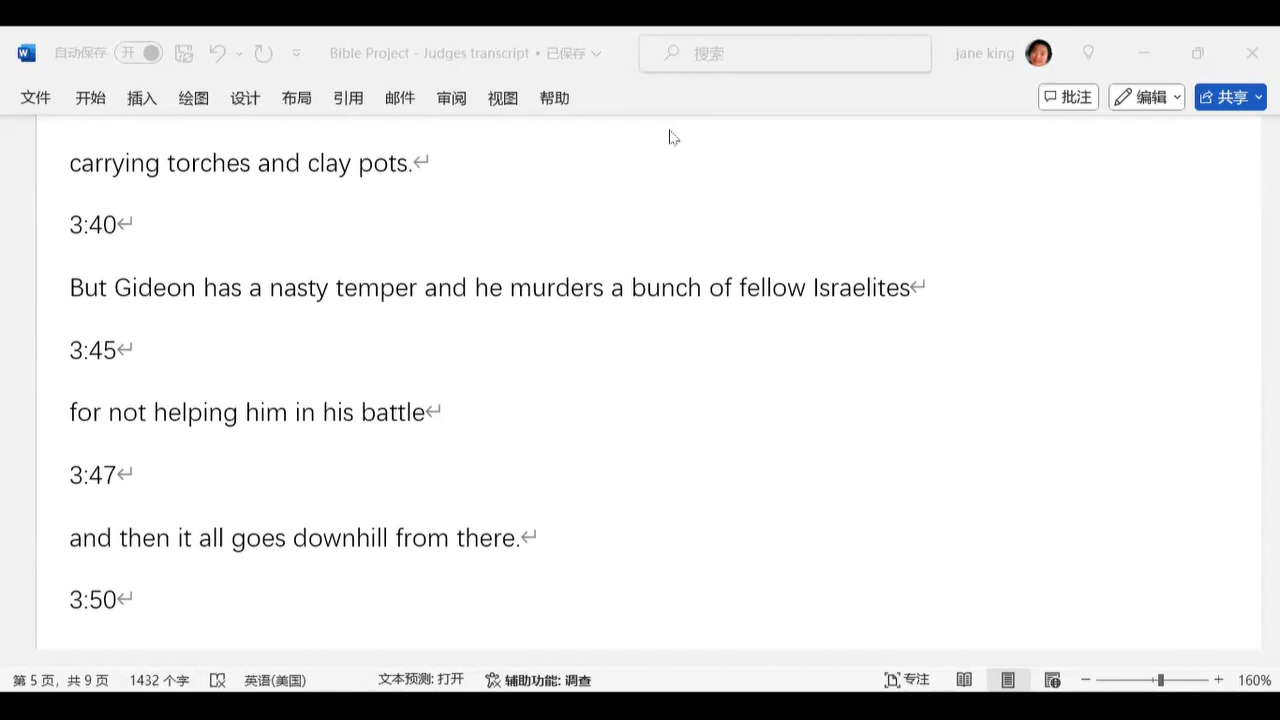 自动保存 开 Bible Project - Judges transcript • 已保存 搜索 jane king
文件 开始 插入 绘图 设计 布局 引用 邮件 审阅 视图 帮助 批注 编辑 共享
carrying torches and clay pots.↵
3:40↵
But Gideon has a nasty temper and he murders a bunch of fellow Israelites↵
3:45↵
for not helping him in his battle↵
3:47↵
and then it all goes downhill from there.↵
3:50↵
第 5 页，共 9 页 1432 个字 英语(美国) 文本预测: 打开 辅助功能: 调查 专注 160%